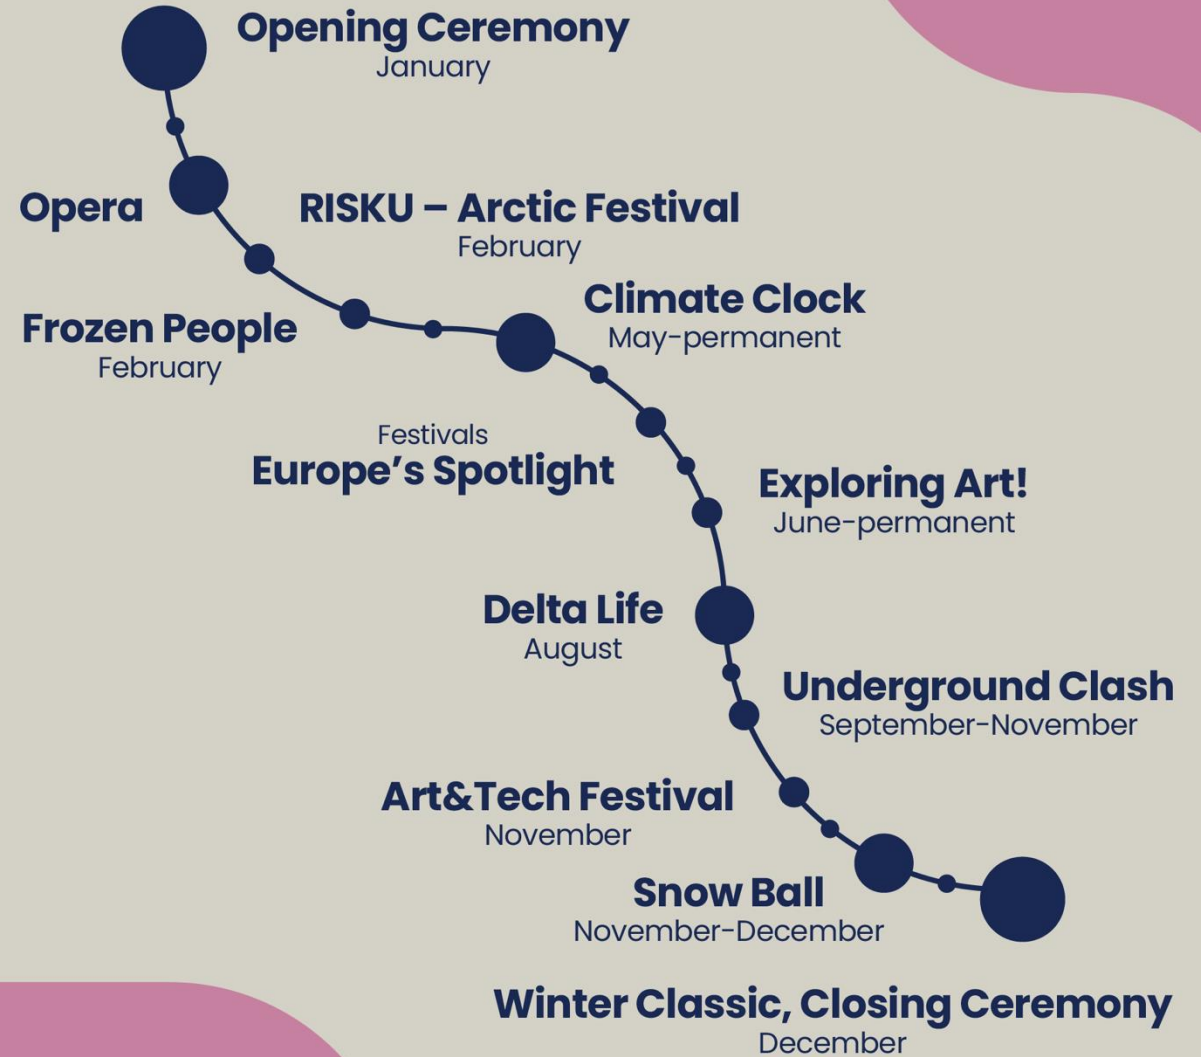 Opening Ceremony
January
Opera
RISKU – Arctic Festival
February
Climate Clock
May-permanent
Frozen People
February
Festivals
Europe’s Spotlight
Exploring Art!
June-permanent
Delta Life
August
Underground Clash
September-November
Art&Tech Festival
November
Snow Ball
November-December
Winter Classic, Closing Ceremony
December